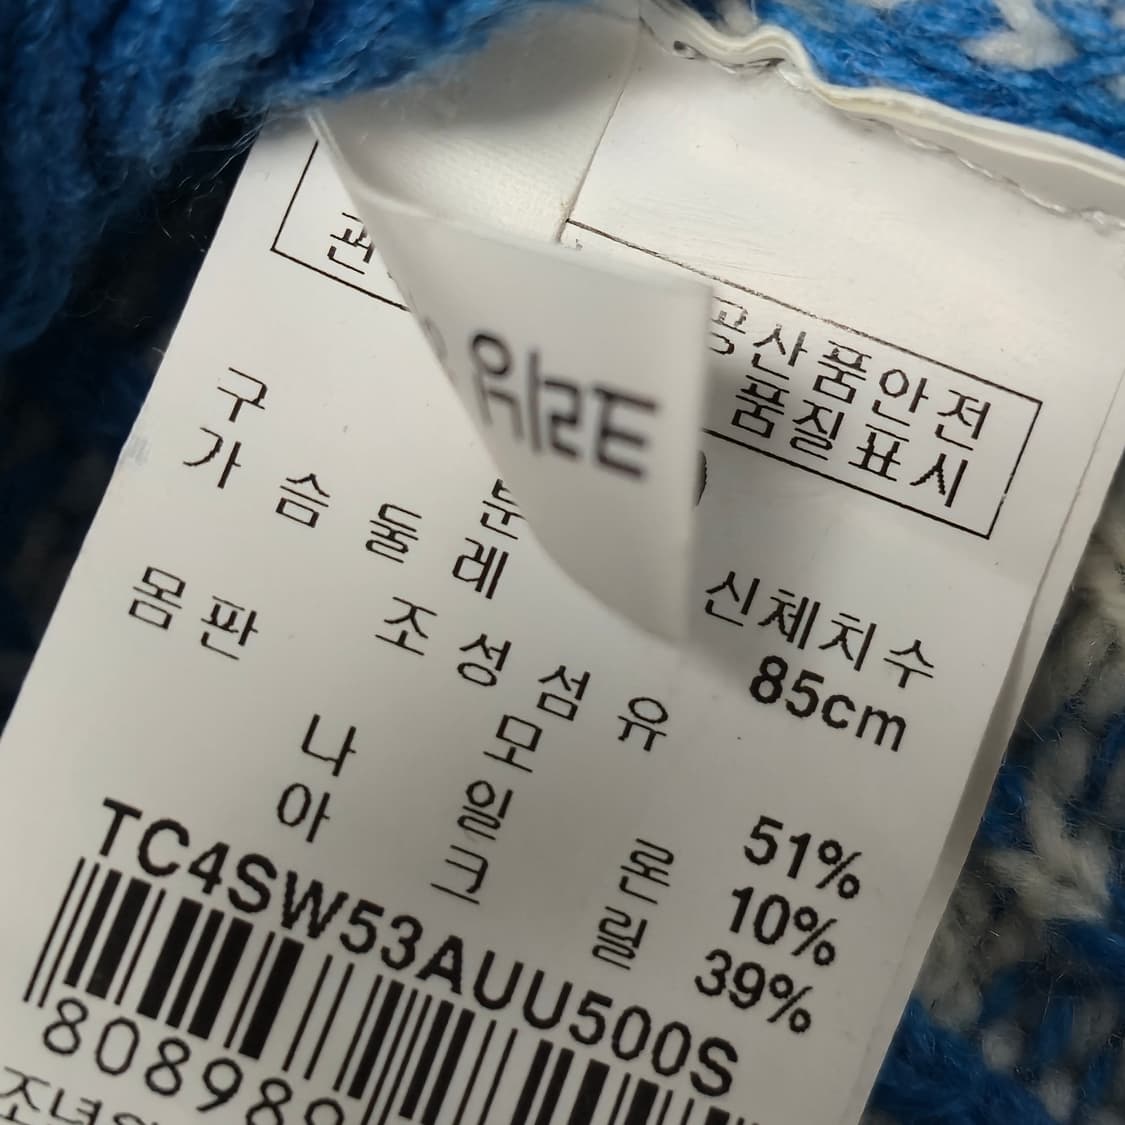 공산품안전
품질표시
구 분 신체치수
가 슴 둘 레 85cm
몸판 조 성 섬 유
모 51%
나 일 론 10%
아 크 릴 39%
TC4SW53AUU500S